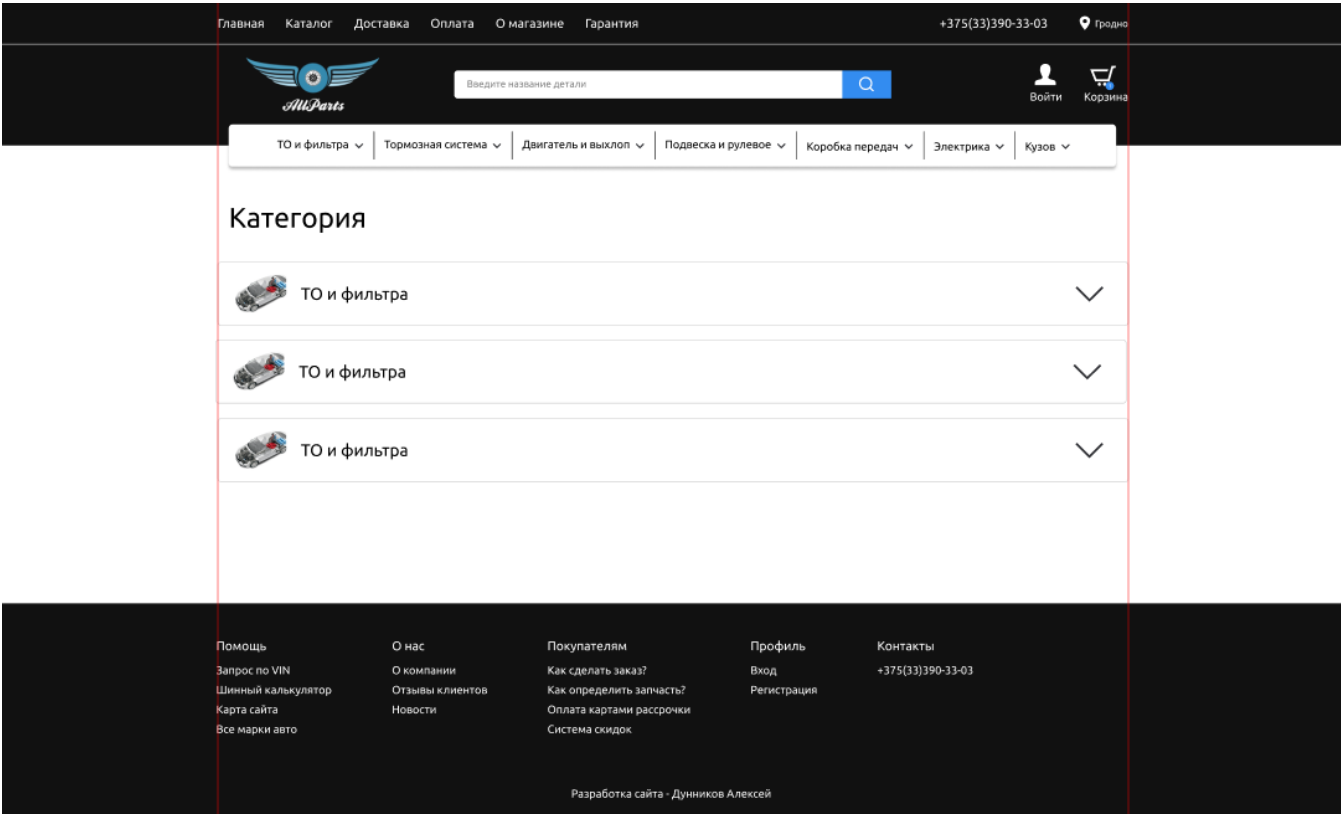 Главная Каталог Доставка Оплата О магазине Гарантия +375(33)390-33-03 Гродно
AllParts
Введите название детали
Войти Корзина
ТО и фильтра Тормозная система Двигатель и выхлоп Подвеска и рулевое Коробка передач Электрика Кузов
Категория
ТО и фильтра
ТО и фильтра
ТО и фильтра
Помощь О нас Покупателям Профиль Контакты
Запрос по VIN О компании Как сделать заказ? Вход +375(33)390-33-03
Шинный калькулятор Отзывы клиентов Как определить запчасть? Регистрация
Карта сайта Новости Оплата картами рассрочки
Все марки авто Система скидок
Разработка сайта - Дунников Алексей